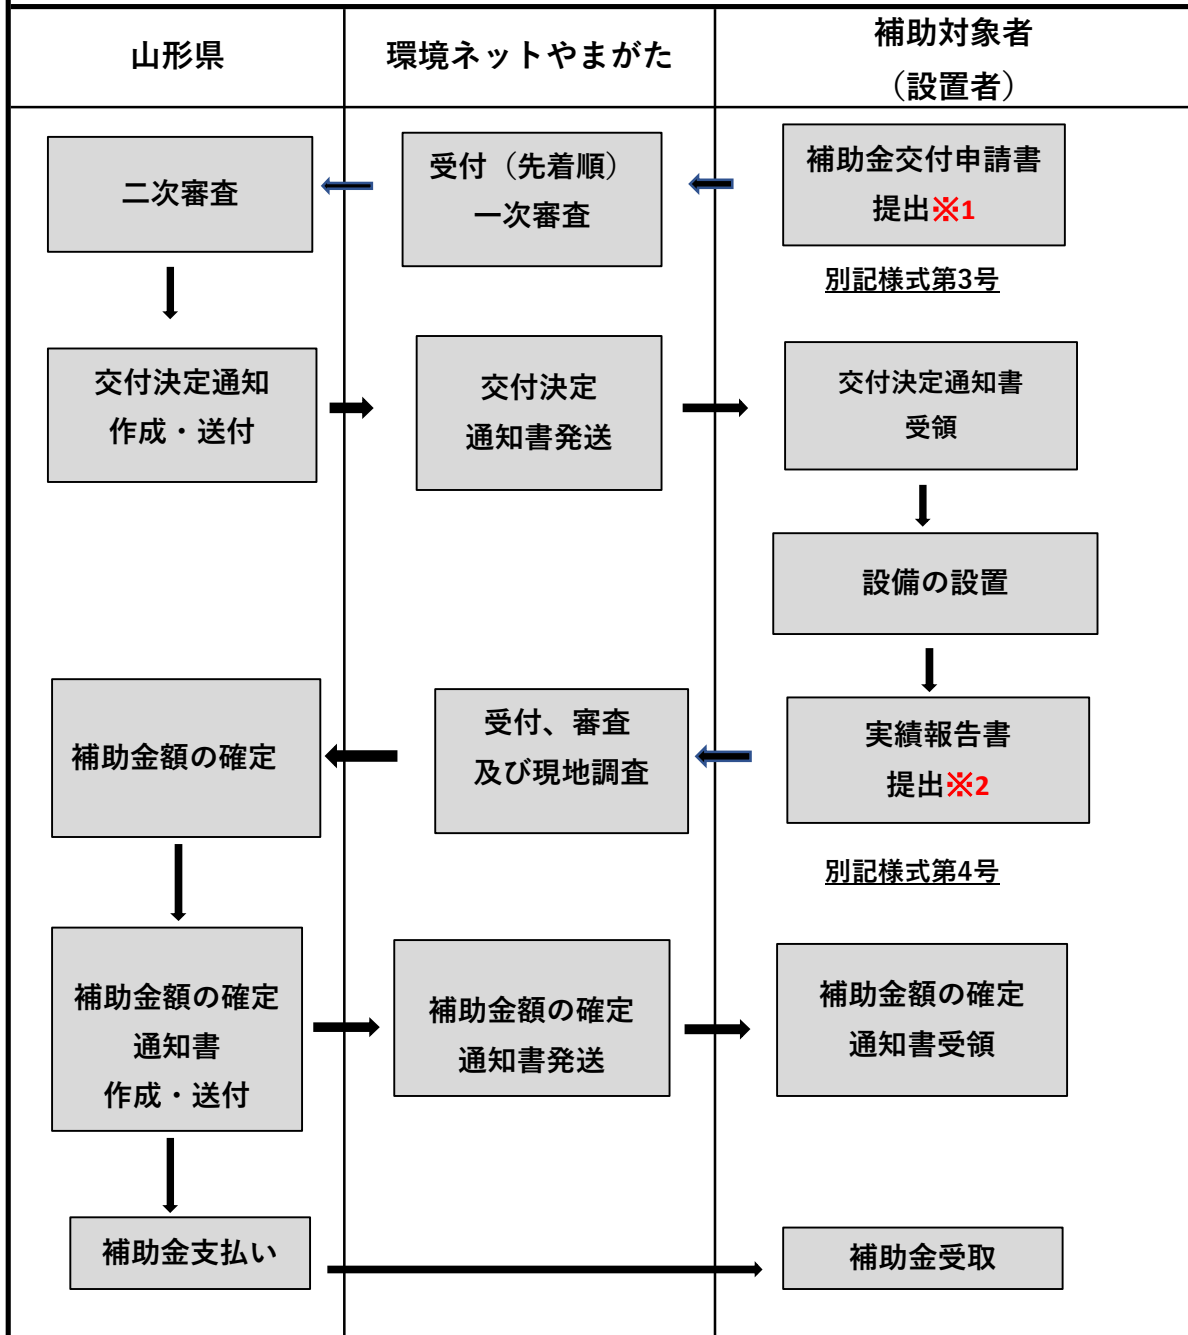 山形県
環境ネットやまがた
補助対象者
（設置者）
二次審査
受付（先着順）
一次審査
補助金交付申請書
提出※1
別記様式第3号
交付決定通知
作成・送付
交付決定
通知書発送
交付決定通知書
受領
設備の設置
補助金額の確定
受付、審査
及び現地調査
実績報告書
提出※2
別記様式第4号
補助金額の確定
通知書
作成・送付
補助金額の確定
通知書発送
補助金額の確定
通知書受領
補助金支払い
補助金受取